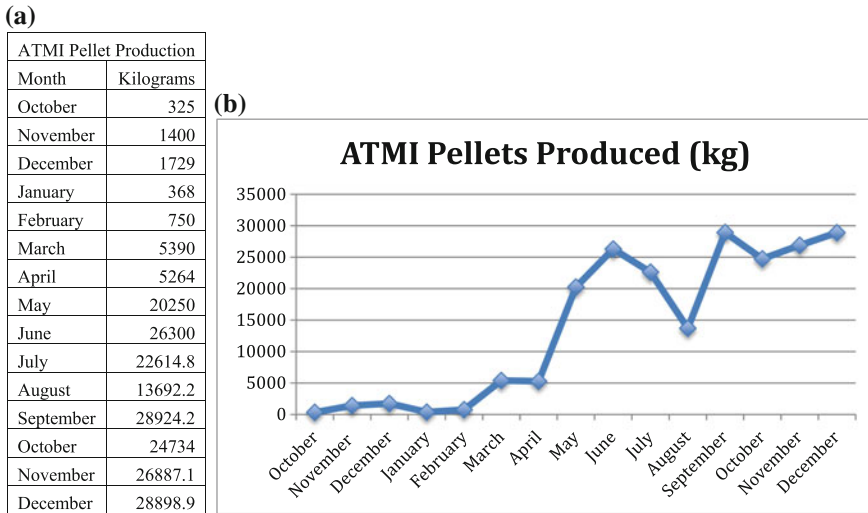 (a)
ATMI Pellet Production
Month Kilograms
October 325
November 1400
December 1729
January 368
February 750
March 5390
April 5264
May 20250
June 26300
July 22614.8
August 13692.2
September 28924.2
October 24734
November 26887.1
December 28898.9
(b)
ATMI Pellets Produced (kg)
35000
30000
25000
20000
15000
10000
5000
0
October
November
December
January
February
March
April
May
June
July
August
September
October
November
December